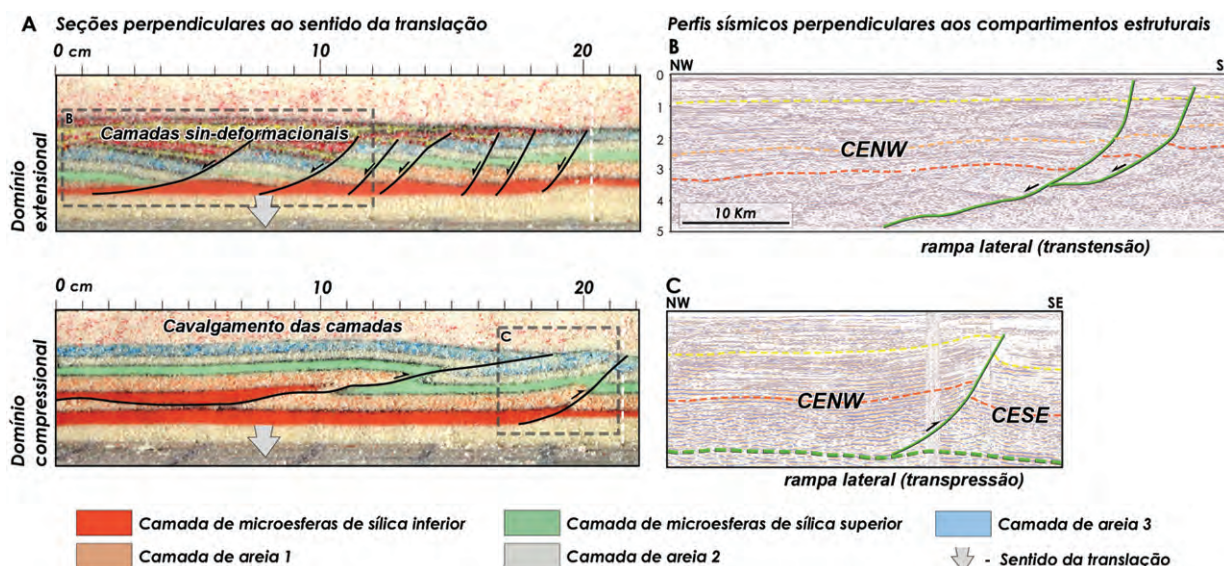 A Seções perpendiculares ao sentido da translação
0 cm 10 20
Domínio extensional
B
Camadas sin-deformacionais
Perfis sísmicos perpendiculares aos compartimentos estruturais
B
NW S
0
1
2
3
4
5
CENW
10 Km
rampa lateral (transtensão)
0 cm 10 20
Domínio compressional
Cavalgamento das camadas
C
C
NW SE
CENW
CESE
rampa lateral (transpressão)
Camada de microesferas de sílica inferior
Camada de microesferas de sílica superior
Camada de areia 3
Camada de areia 1
Camada de areia 2
- Sentido da translação